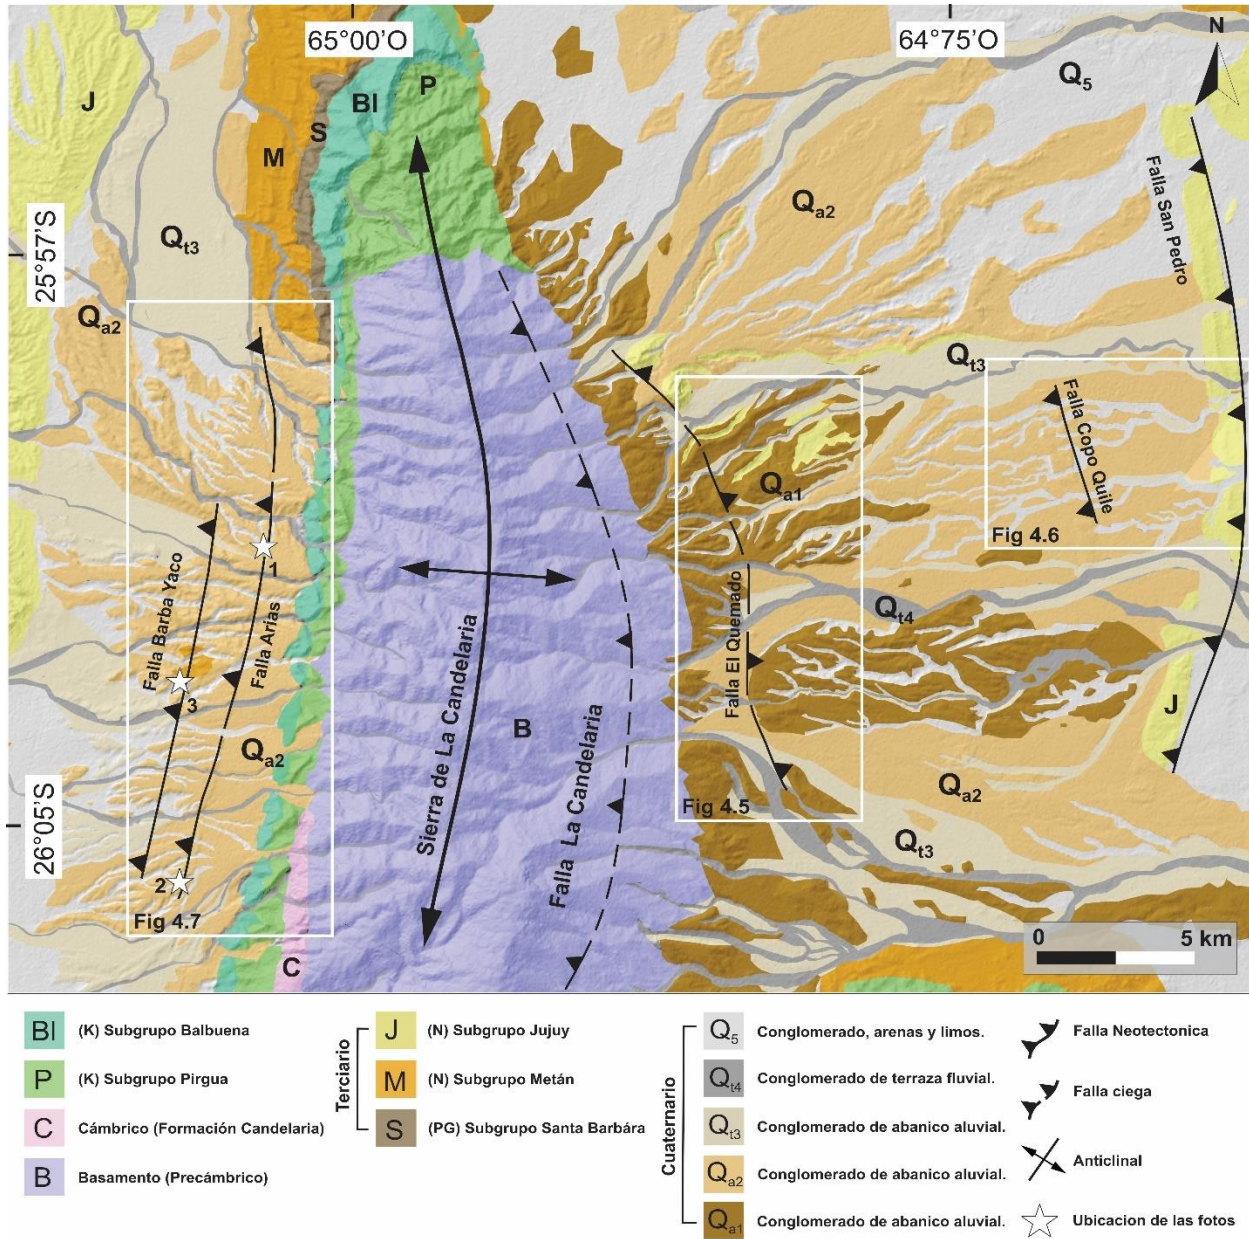 65°00'O
64°75'O
N
J
Bl
P
Q5
S
M
Qa2
Qt3
Falla San Pedro
25°57'S
Qa2
Qt3
Falla Copo Quile
Qa1
Fig 4.6
1
Falla Barba Yaco
Falla Arias
Qt4
Falla El Quemado
3
Sierra de La Candelaria
B
J
Falla La Candelaria
Qa2
Qa2
Fig 4.5
26°05'S
Qt3
2
Fig 4.7
0 5 km
C
Bl (K) Subgrupo Balbuena
P (K) Subgrupo Pirgua
C Cámbrico (Formación Candelaria)
B Basamento (Precámbrico)
Terciario
J (N) Subgrupo Jujuy
M (N) Subgrupo Metán
S (PG) Subgrupo Santa Barbára
Cuaternario
Q5 Conglomerado, arenas y limos.
Qt4 Conglomerado de terraza fluvial.
Qt3 Conglomerado de abanico aluvial.
Qa2 Conglomerado de abanico aluvial.
Qa1 Conglomerado de abanico aluvial.
Falla Neotectonica
Falla ciega
Anticlinal
Ubicacion de las fotos